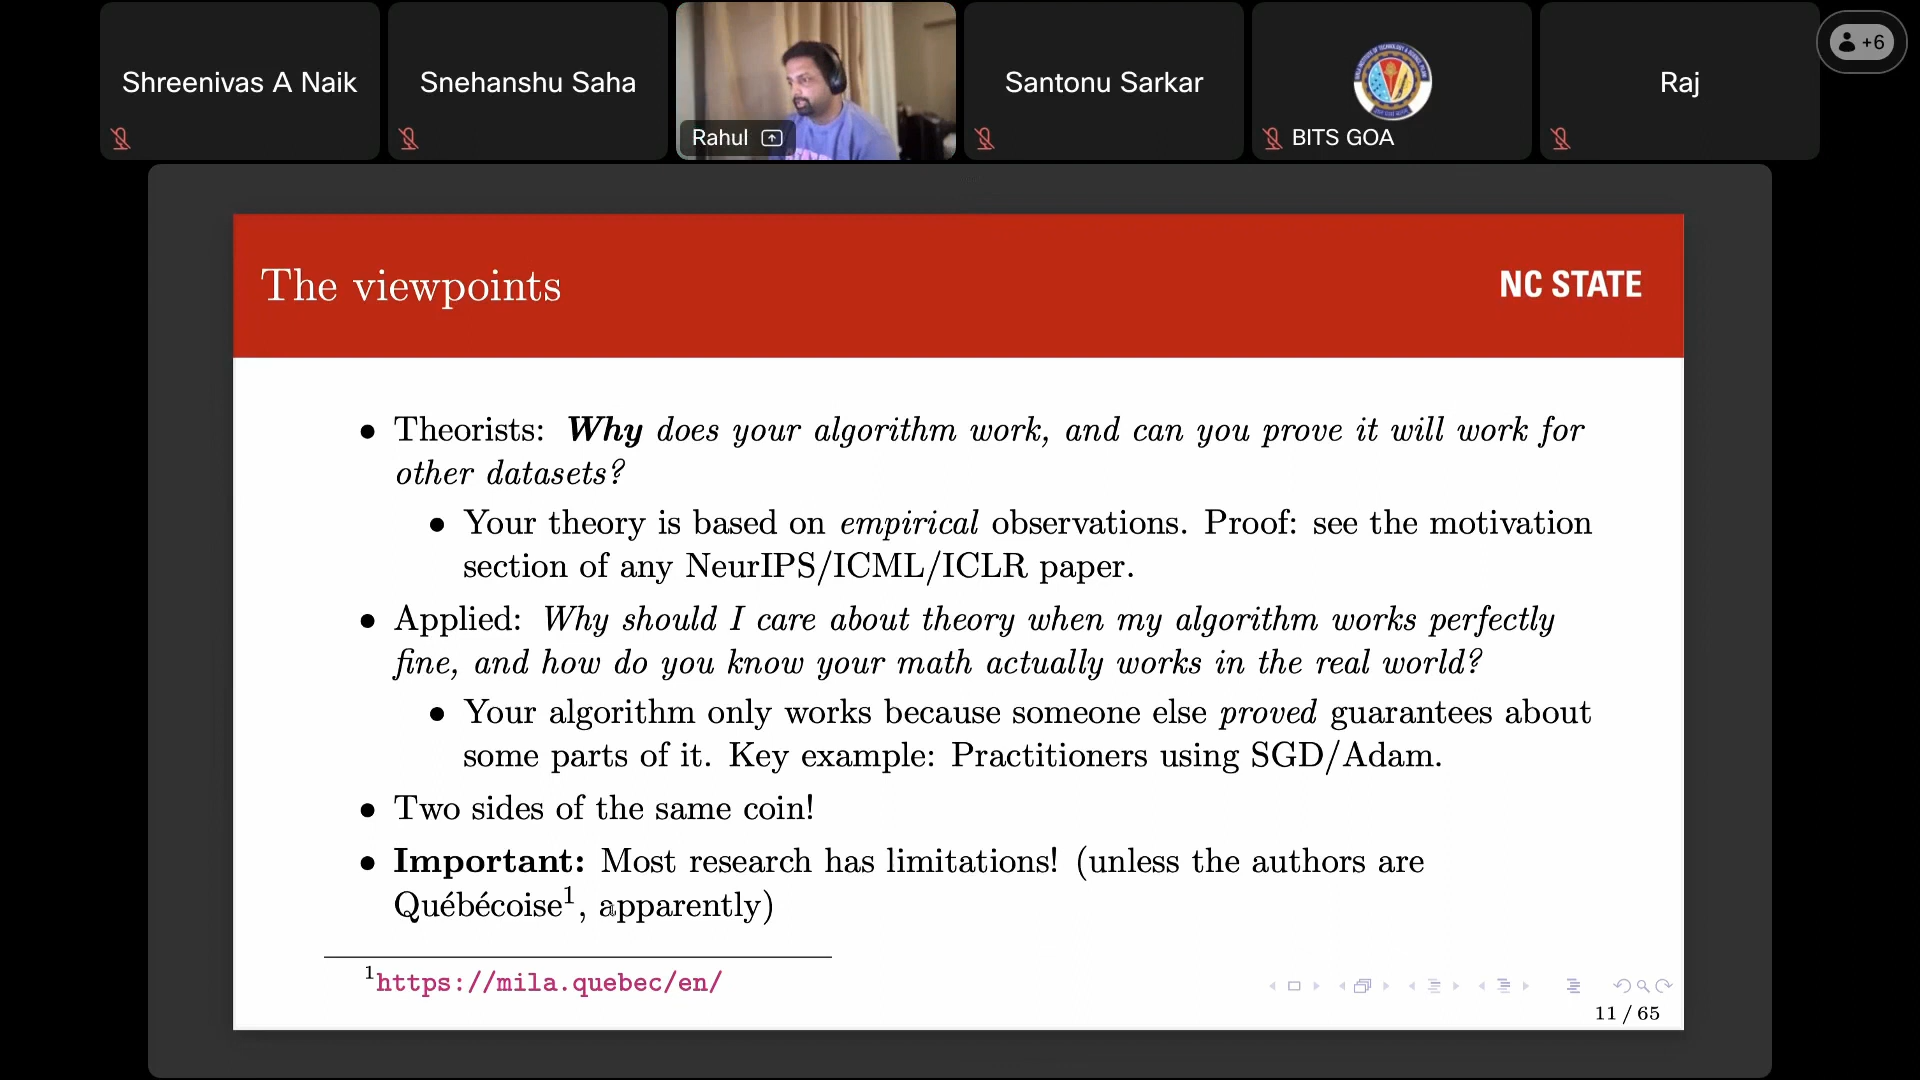 Shreenivas A Naik
Snehanshu Saha
Rahul
Santonu Sarkar
BITS GOA
Raj
+6
The viewpoints
NC STATE
• Theorists: Why does your algorithm work, and can you prove it will work for
other datasets?
• Your theory is based on empirical observations. Proof: see the motivation
section of any NeurIPS/ICML/ICLR paper.
• Applied: Why should I care about theory when my algorithm works perfectly
fine, and how do you know your math actually works in the real world?
• Your algorithm only works because someone else proved guarantees about
some parts of it. Key example: Practitioners using SGD/Adam.
• Two sides of the same coin!
• Important: Most research has limitations! (unless the authors are
Québécoise¹, apparently)
¹https://mila.quebec/en/
11 / 65